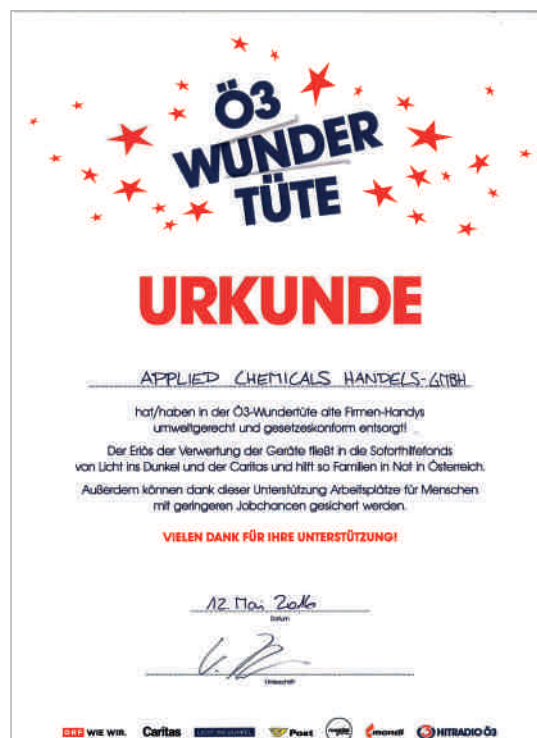 Ö3
WUNDER
TÜTE
URKUNDE
APPLIED CHEMICALS HANDELS-GMBH
hat/haben in der Ö3-Wundertüte alte Firmen-Handys
umweltgerecht und gesetzeskonform entsorgt!
Der Erlös der Verwertung der Geräte fließt in die Soforthilfefonds
von Licht ins Dunkel und der Caritas und hilft so Familien in Not in Österreich.
Außerdem können dank dieser Unterstützung Arbeitsplätze für Menschen
mit geringeren Jobchancen gesichert werden.
VIELEN DANK FÜR IHRE UNTERSTÜTZUNG!
12. Mai 2016
Datum
Unterschrift
ORF WIE WIR. Caritas LICHT INS DUNKEL Post mondi HITRADIO Ö3